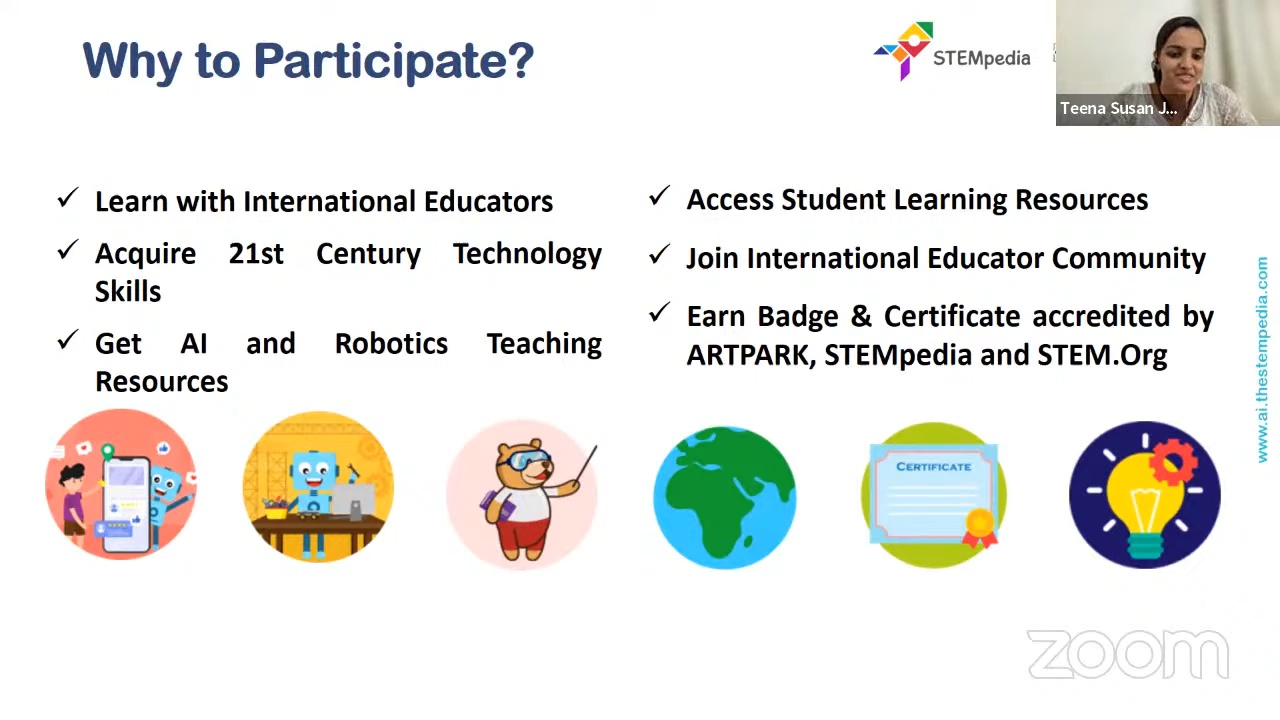 Why to Participate?
STEMpedia
Teena Susan J...
Learn with International Educators
Acquire 21st Century Technology
Skills
Get AI and Robotics Teaching
Resources
Access Student Learning Resources
Join International Educator Community
Earn Badge & Certificate accredited by
ARTPARK, STEMpedia and STEM.Org
www.ai.thestempedia.com
CERTIFICATE
zoom